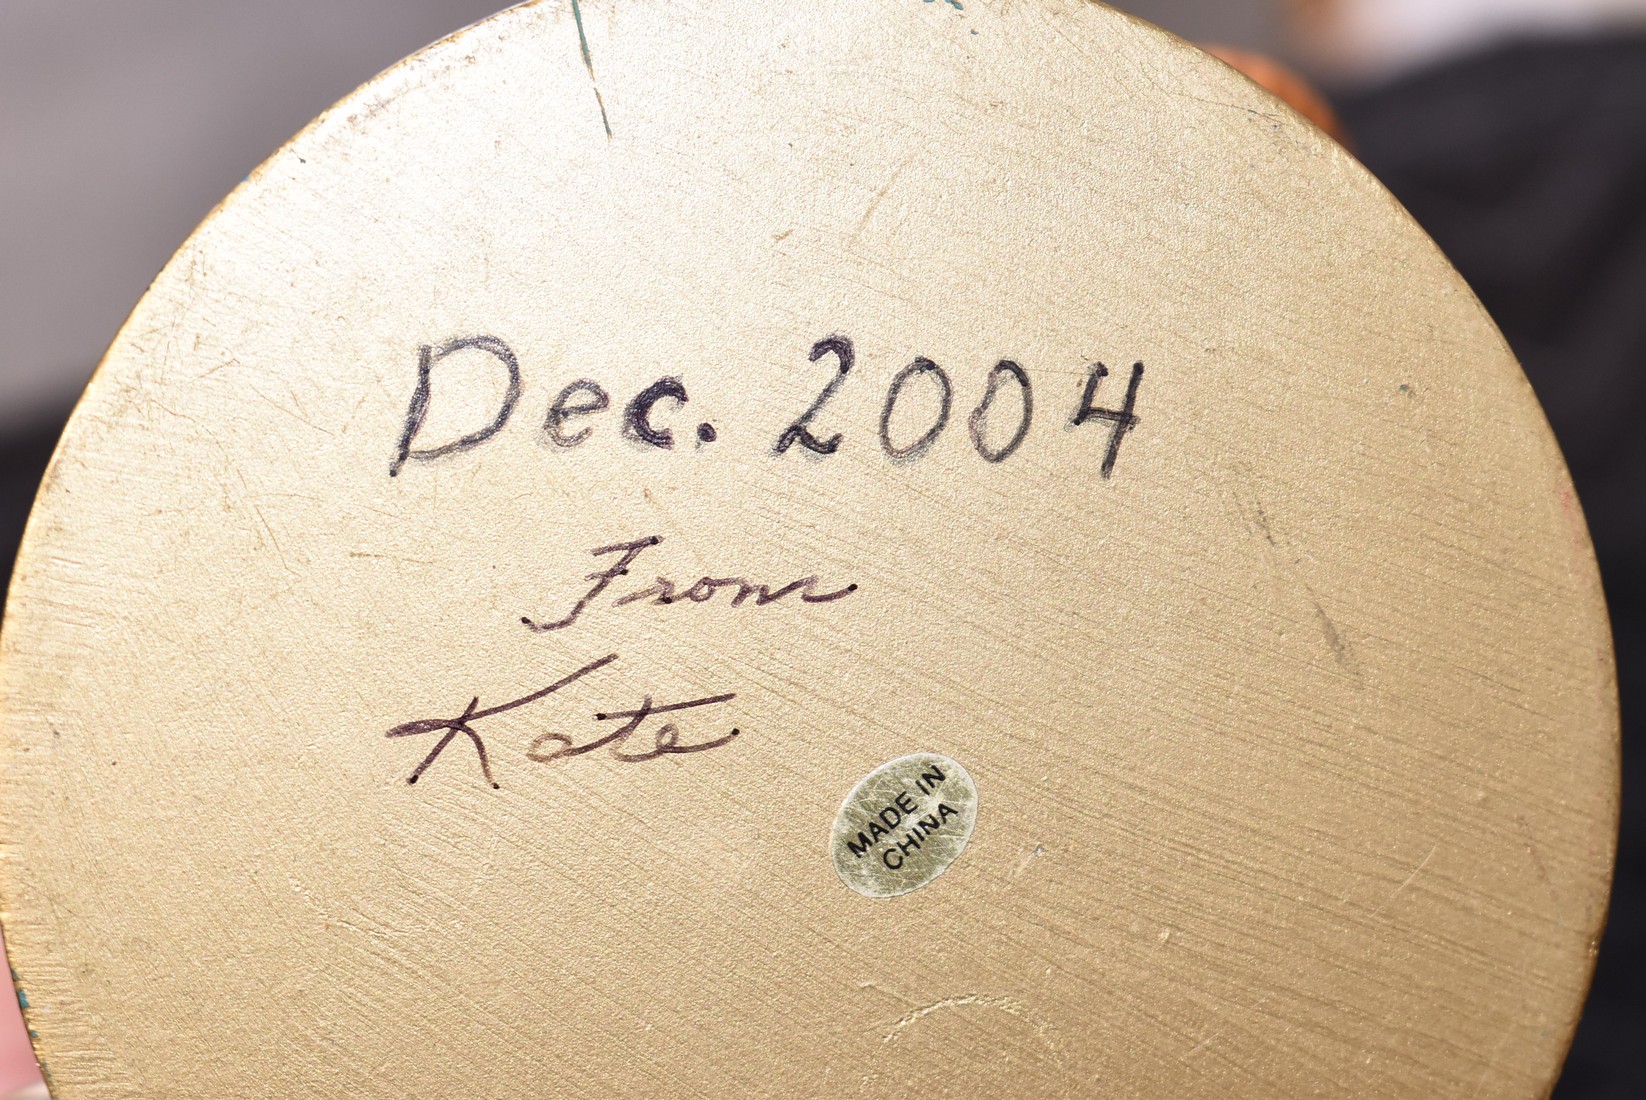 Dec. 2004
From
Kate
MADE IN
CHINA